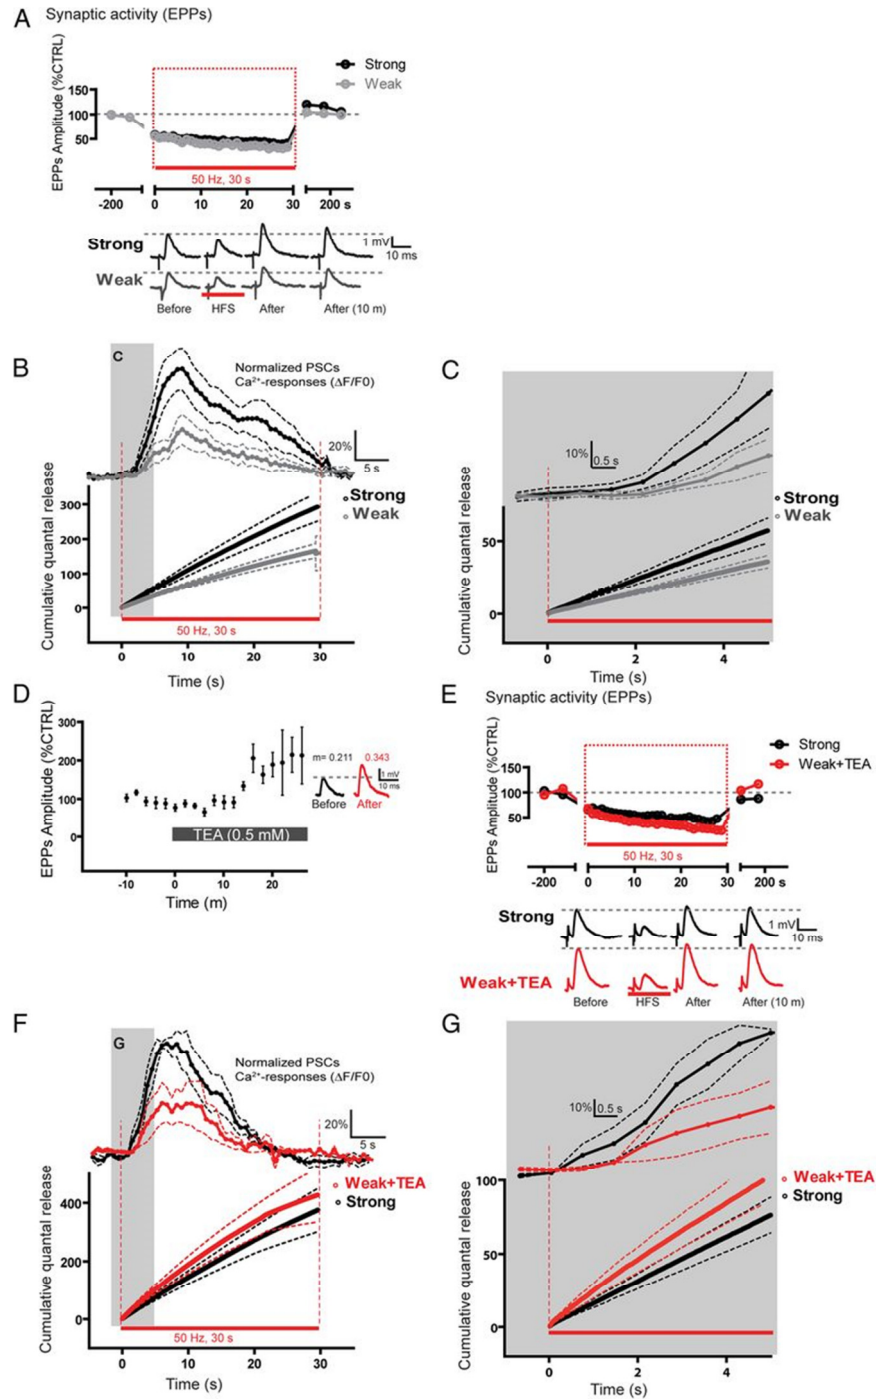 A Synaptic activity (EPPs)
EPPs Amplitude (%CTRL)
150
100
50
Strong
Weak
50 Hz, 30 s
-200 0 10 20 30 200 s
Strong
Weak
1 mV
10 ms
Before HFS After After (10 m)
B
C
Normalized PSCs
Ca²⁺-responses (ΔF/F0)
20%
5 s
Cumulative quantal release
300
200
100
0
Strong
Weak
50 Hz, 30 s
0 10 20 30
Time (s)
C
10%
0.5 s
Cumulative quantal release
50
0
Strong
Weak
0 2 4
Time (s)
D
EPPs Amplitude (%CTRL)
300
200
100
0
m= 0.211 0.343
1 mV
10 ms
Before After
TEA (0.5 mM)
-10 0 10 20
Time (m)
E Synaptic activity (EPPs)
EPPs Amplitude (%CTRL)
150
100
50
Strong
Weak+TEA
50 Hz, 30 s
-200 0 10 20 30 200 s
Strong
Weak+TEA
1 mV
10 ms
Before HFS After After (10 m)
F
G
Normalized PSCs
Ca²⁺-responses (ΔF/F0)
20%
5 s
Cumulative quantal release
400
200
0
Weak+TEA
Strong
50 Hz, 30 s
0 10 20 30
Time (s)
G
10%
0.5 s
Cumulative quantal release
100
50
0
Weak+TEA
Strong
0 2 4
Time (s)